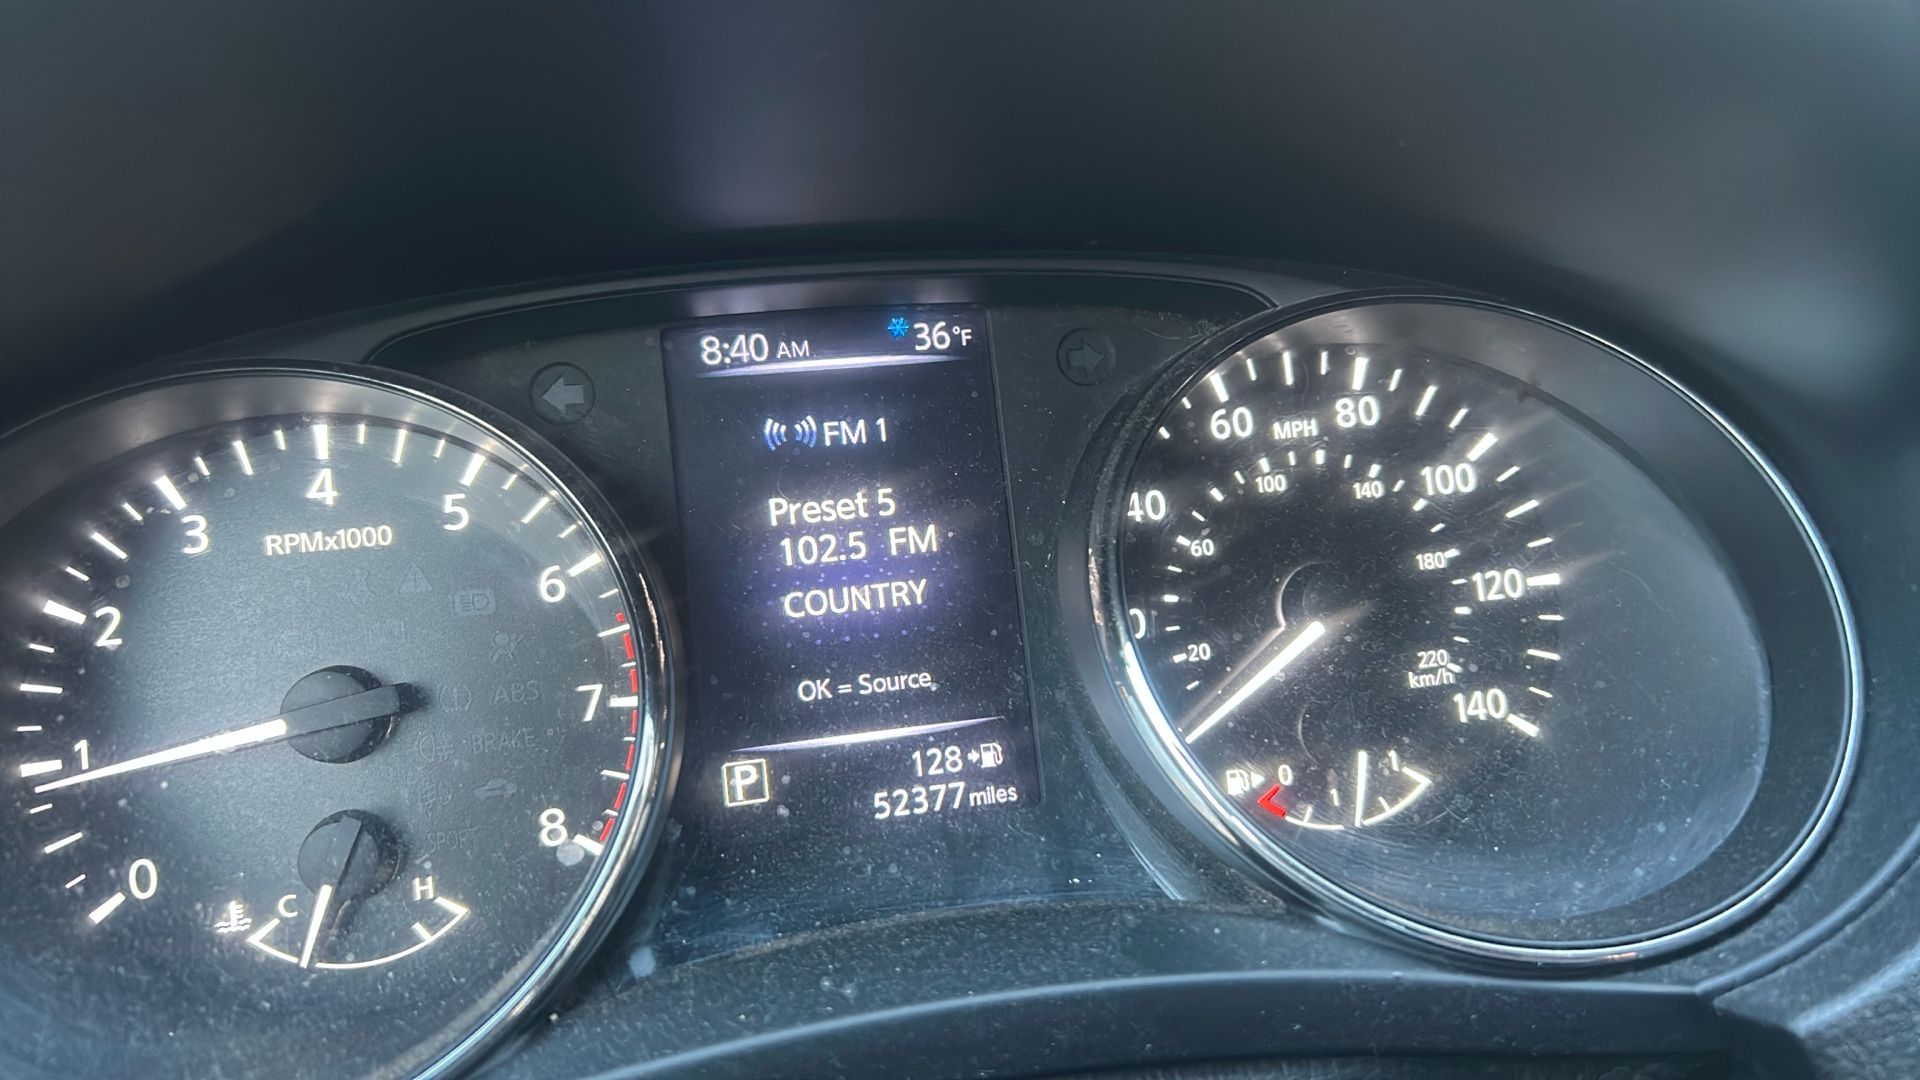 8:40 AM 36°F
FM 1
Preset 5
102.5 FM
COUNTRY
OK = Source
P 128
52377 miles
0
1
2
3
4
5
6
7
8
RPMx1000
ABS
BRAKE
SPORT
C H
40
60
80
100
120
140
MPH
20
60
100
140
180
220
km/h
0 1 1